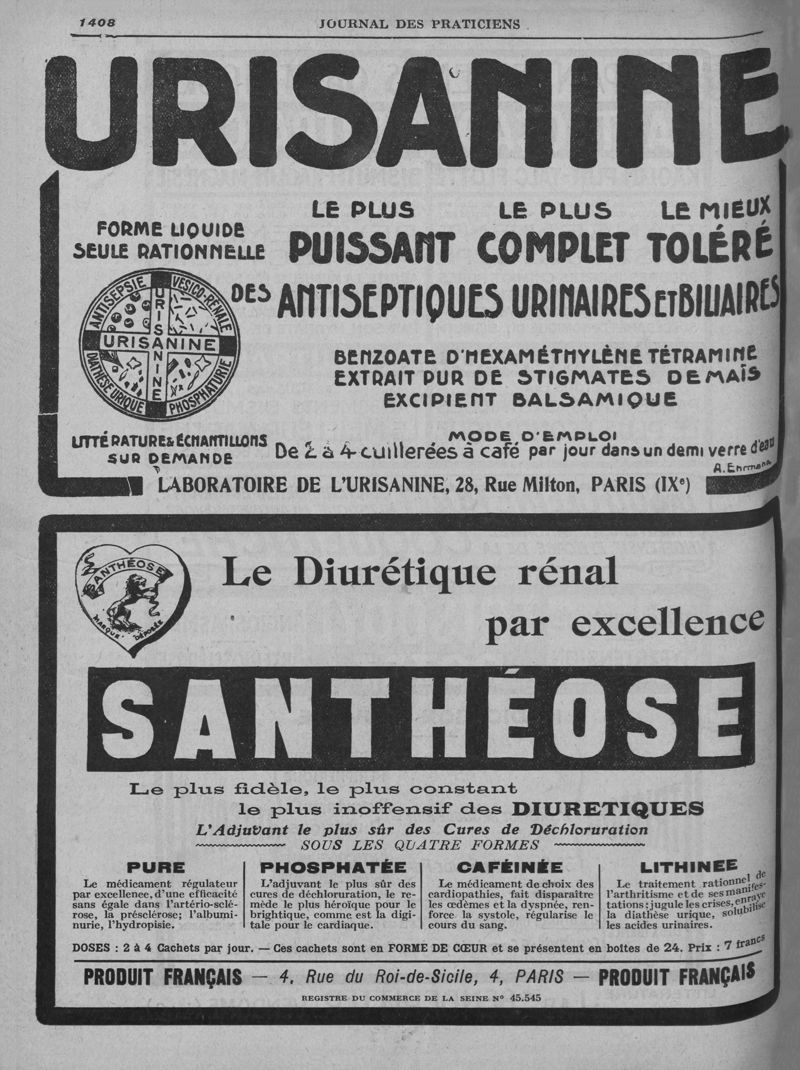 1408
JOURNAL DES PRATICIENS
URISANINE
FORME LIQUIDE
SEULE RATIONNELLE
LE PLUS LE PLUS LE MIEUX
PUISSANT COMPLET TOLÉRÉ
DES ANTISEPTIQUES URINAIRES ET BILIAIRES
ANTISEPSIE VESICO-RÉNALE
URISANINE
URISANINE
DIATHÈSE URIQUE PHOSPHATURIE
BENZOATE D'HEXAMÉTHYLÈNE TÉTRAMINE
EXTRAIT PUR DE STIGMATES DE MAÏS
EXCIPIENT BALSAMIQUE
LITTÉRATURE & ÉCHANTILLONS
SUR DEMANDE
MODE D'EMPLOI
De 2 à 4 cuillerées à café par jour dans un demi verre d'eau
A. Ehrmann
LABORATOIRE DE L'URISANINE, 28, Rue Milton, PARIS (IXe)
SANTHÉOSE
MARQUE DÉPOSÉE
Le Diurétique rénal
par excellence
SANTHÉOSE
Le plus fidèle, le plus constant
le plus inoffensif des DIURETIQUES
L'Adjuvant le plus sûr des Cures de Déchloruration
SOUS LES QUATRE FORMES
PURE
Le médicament régulateur
par excellence, d'une efficacité
sans égale dans l'artério-sclé-
rose, la présclérose; l'albumi-
nurie, l'hydropisie.
PHOSPHATÉE
L'adjuvant le plus sûr des
cures de déchloruration, le re-
mède le plus héroïque pour le
brightique, comme est la digi-
tale pour le cardiaque.
CAFÉINÉE
Le médicament de choix des
cardiopathies, fait disparaître
les œdèmes et la dyspnée, ren-
force la systole, régularise le
cours du sang.
LITHINEE
Le traitement rationnel de
l'arthritisme et de ses manifes-
tations; jugule les crises, enraye
la diathèse urique, solubilise
les acides urinaires.
DOSES : 2 à 4 Cachets par jour. — Ces cachets sont en FORME DE CŒUR et se présentent en boîtes de 24. Prix : 7 francs
PRODUIT FRANÇAIS — 4, Rue du Roi-de-Sicile, 4, PARIS — PRODUIT FRANÇAIS
REGISTRE DU COMMERCE DE LA SEINE No 45.545